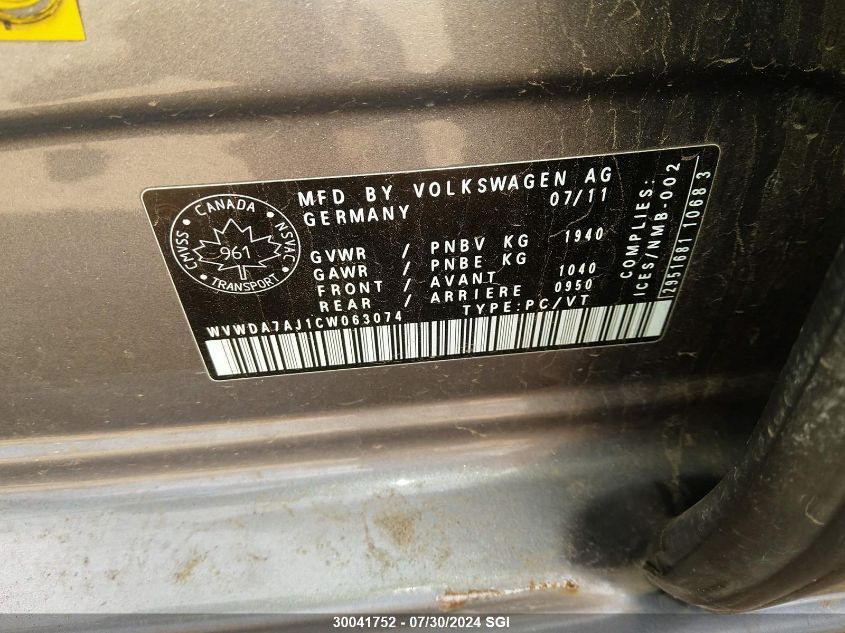 CANADA
CMVSS
NSVAC
961
TRANSPORT
MFD BY VOLKSWAGEN AG
GERMANY 07/11
GVWR / PNBV KG 1940
GAWR / PNBE KG
FRONT / AVANT 1040
REAR / ARRIERE 0950
TYPE:PC/VT
WVWDA7AJ1CW063074
COMPLIES:
ICES/NMB-002
2951681 1068 3
30041752 - 07/30/2024 SGI